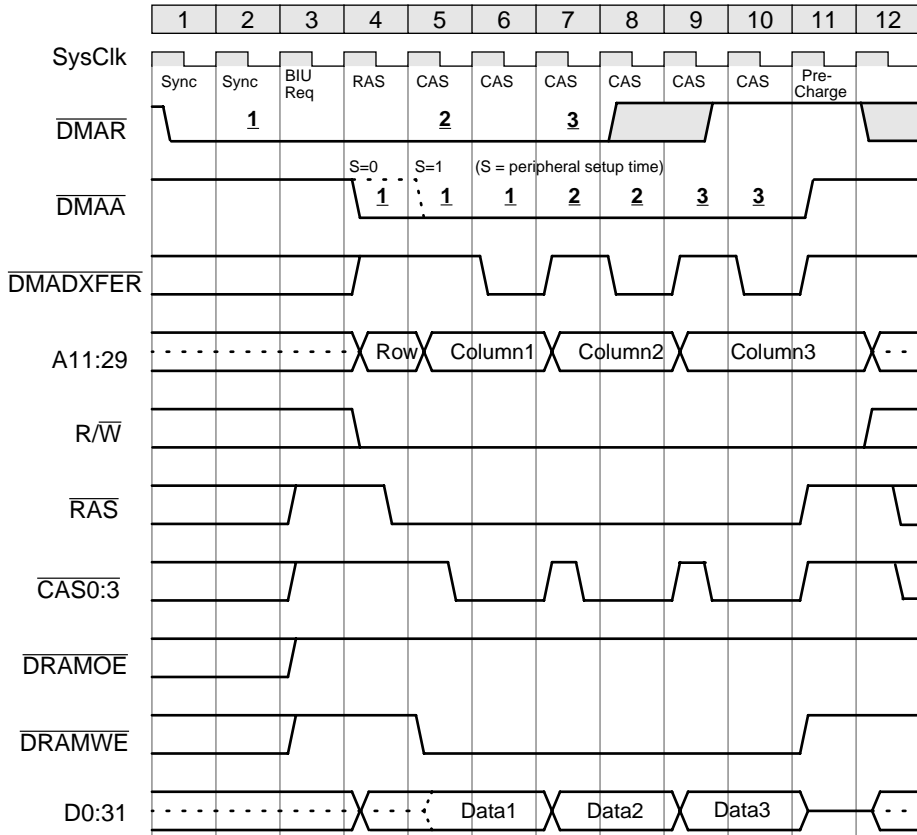 1 2 3 4 5 6 7 8 9 10 11 12
SysClk
Sync Sync BIU Req RAS CAS CAS CAS CAS CAS CAS Pre-Charge
DMAR 1 2 3
S=0 S=1 (S = peripheral setup time)
DMAA 1 1 1 2 2 3 3
DMADXFER
A11:29 Row Column1 Column2 Column3
R/W
RAS
CAS0:3
DRAMOE
DRAMWE
D0:31 Data1 Data2 Data3